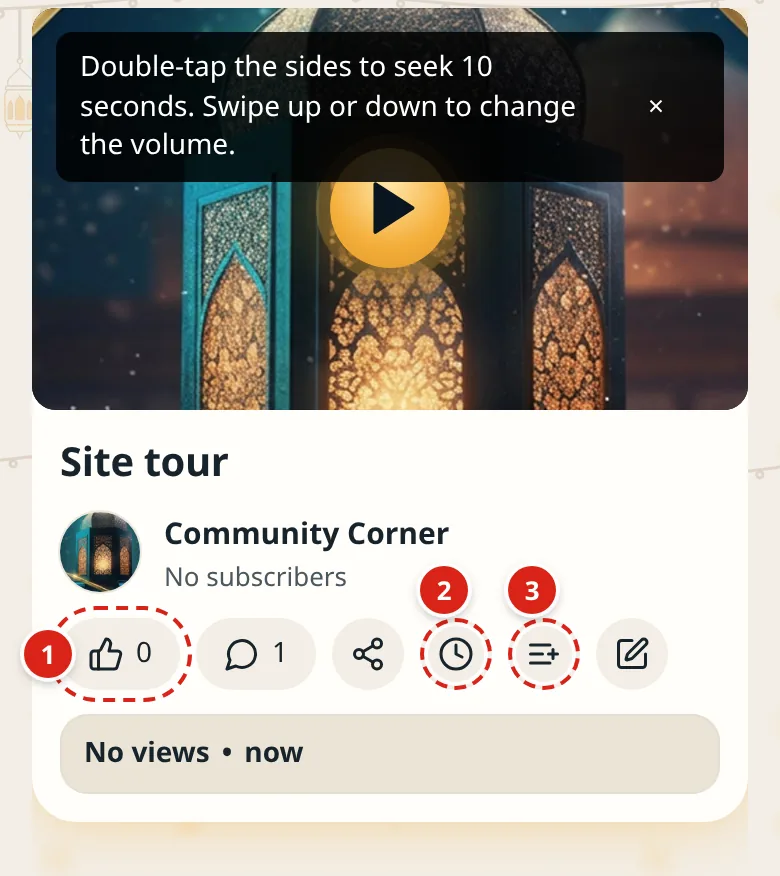 Double-tap the sides to seek 10
seconds. Swipe up or down to change
the volume.
×
Site tour
Community Corner
No subscribers
2
3
1
0
1
No views • now